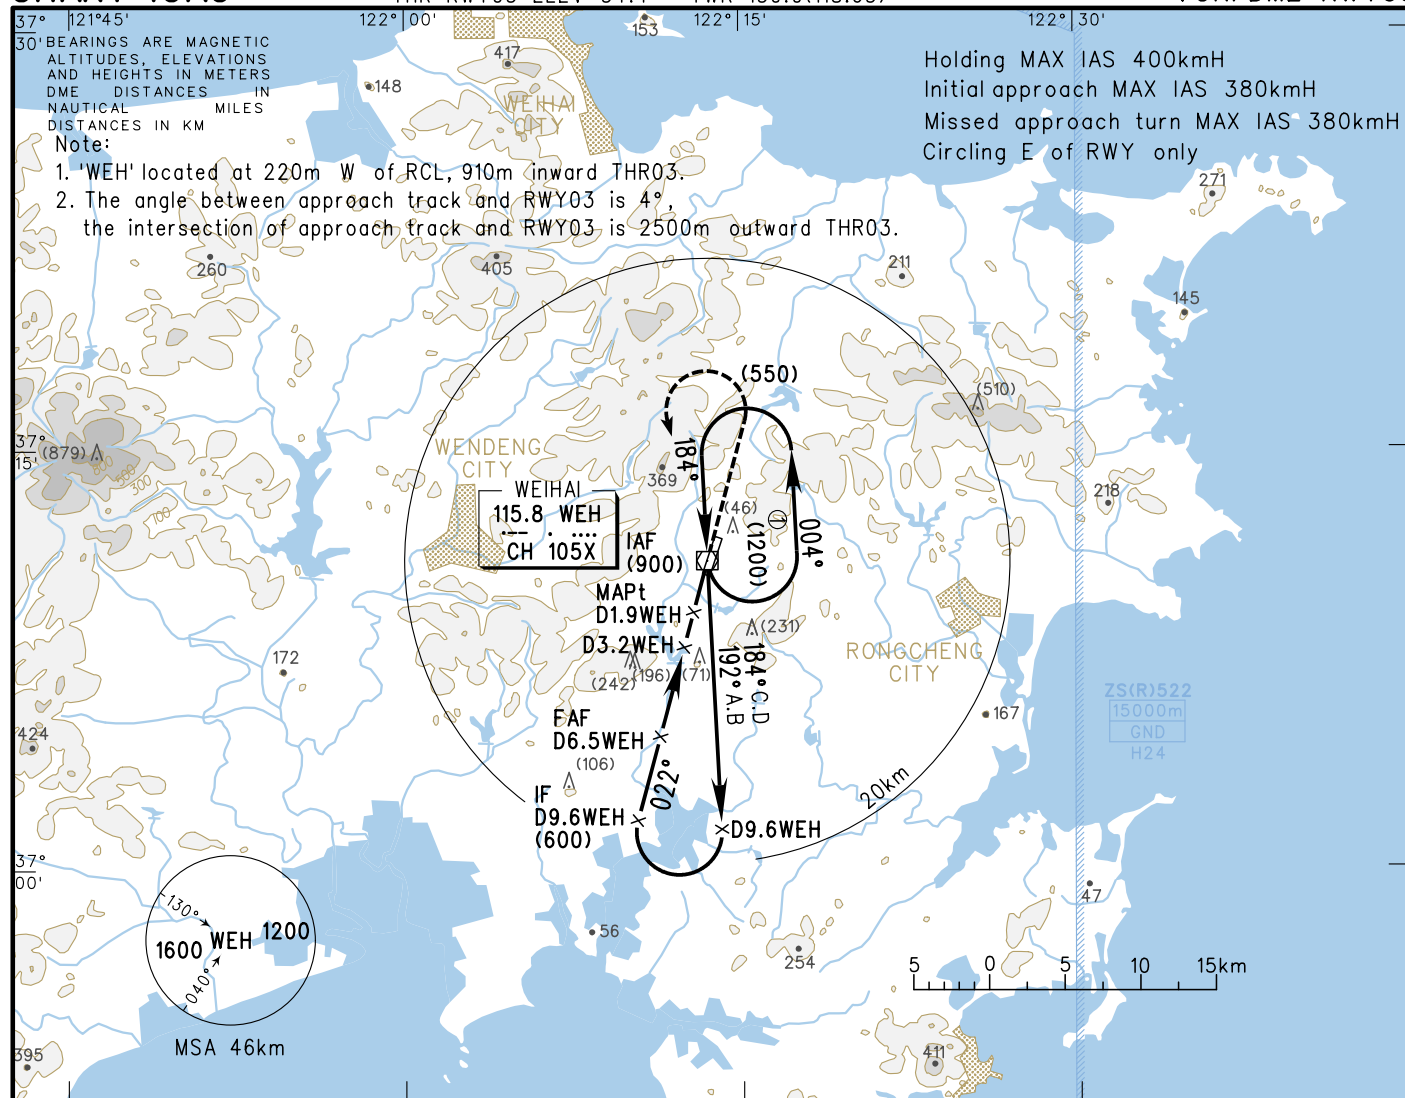 37°
30'
121°45'
122°00'
122°15'
122°30'
BEARINGS ARE MAGNETIC
ALTITUDES, ELEVATIONS
AND HEIGHTS IN METERS
DME DISTANCES IN
NAUTICAL MILES
DISTANCES IN KM
Note:
1. 'WEH' located at 220m W of RCL, 910m inward THR03.
2. The angle between approach track and RWY03 is 4°,
the intersection of approach track and RWY03 is 2500m outward THR03.
Holding MAX IAS 400kmH
Initial approach MAX IAS 380kmH
Missed approach turn MAX IAS 380kmH
Circling E of RWY only
153
417
148
WEIHAI
CITY
271
260
405
211
145
(550)
(510)
37°
15'
(879)
800
500
300
100
WENDENG
CITY
184°
369
218
WEIHAI
115.8 WEH
CH 105X
(46)
①
(1200)
004°
IAF
(900)
MAPt
D1.9WEH
D3.2WEH
(231)
(242)
(196)
(71)
192° A.B
184° C.D
RONGCHENG
CITY
172
167
ZS(R)522
15000m
GND
H24
424
FAF
D6.5WEH
(106)
022°
IF
D9.6WEH
(600)
D9.6WEH
20km
37°
00'
47
130°
1600
WEH
1200
040°
MSA 46km
56
254
5 0 5 10 15km
395
411